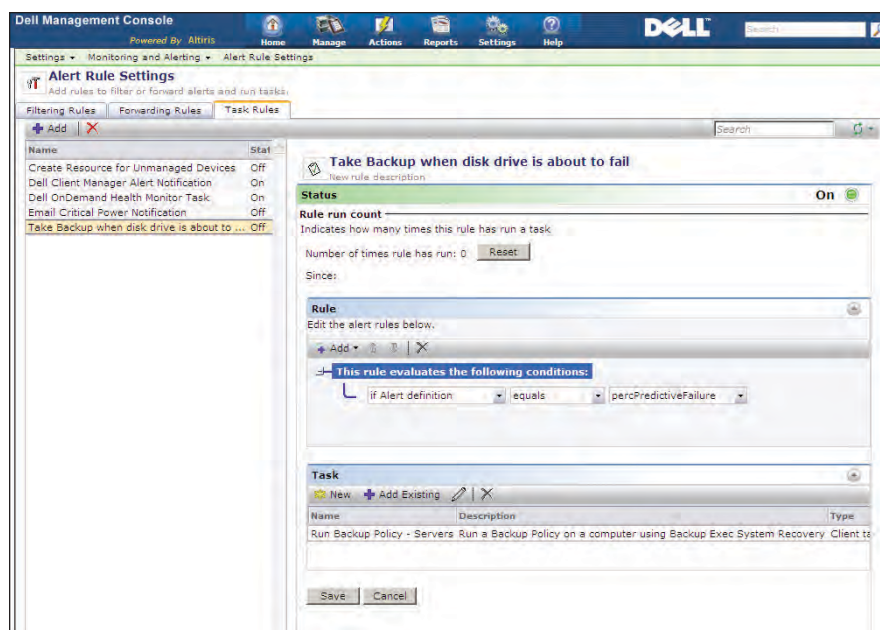 Dell Management Console
Powered By Altiris
Home Manage Actions Reports Settings Help
DELL
Search
Settings Monitoring and Alerting Alert Rule Settings
Alert Rule Settings
Add rules to filter or forward alerts and run tasks.
Filtering Rules Forwarding Rules Task Rules
Add
Search
Name Stat
Create Resource for Unmanaged Devices Off
Dell Client Manager Alert Notification On
Dell OnDemand Health Monitor Task On
Email Critical Power Notification Off
Take Backup when disk drive is about to ... Off
Take Backup when disk drive is about to fail
New rule description
Status On
Rule run count
Indicates how many times this rule has run a task
Number of times rule has run: 0 Reset
Since:
Rule
Edit the alert rules below.
Add
This rule evaluates the following conditions:
if Alert definition equals percPredictiveFailure
Task
New Add Existing
Name Description Type
Run Backup Policy - Servers Run a Backup Policy on a computer using Backup Exec System Recovery Client ta
Save Cancel